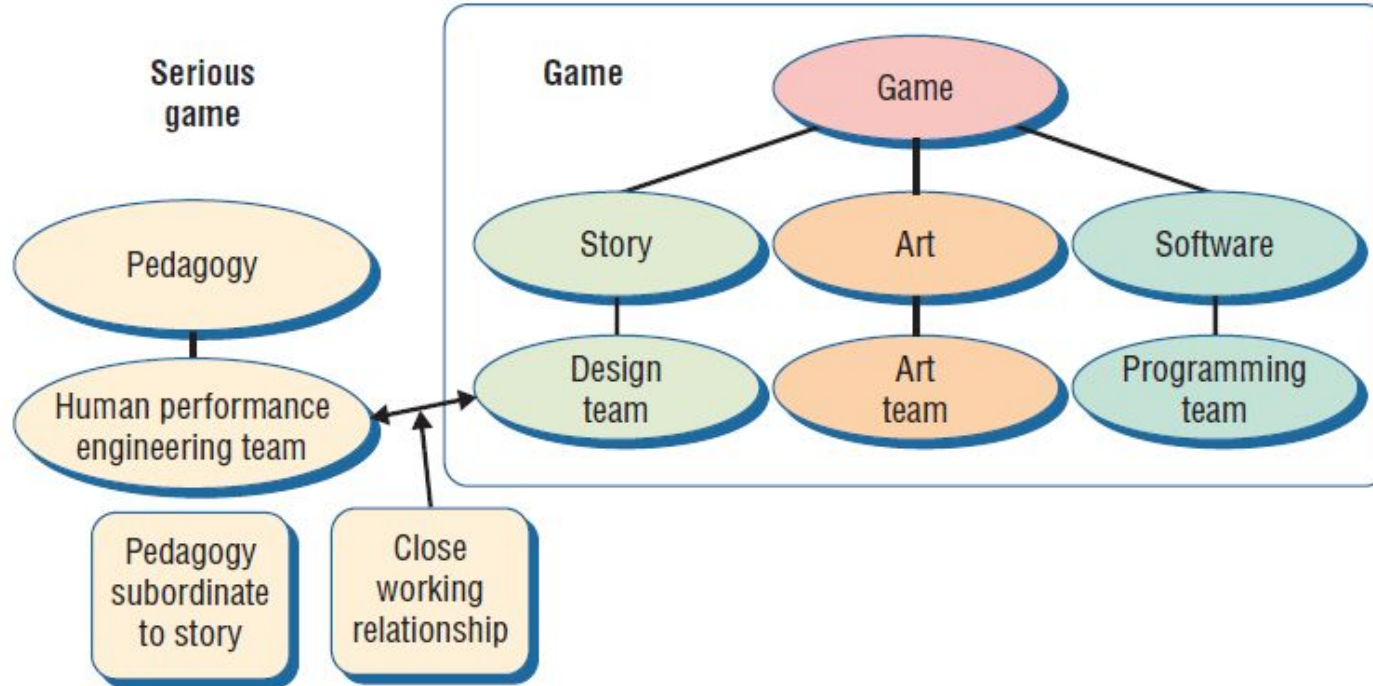 Serious
game
Game
Game
Story
Art
Software
Pedagogy
Design
team
Art
team
Programming
team
Human performance
engineering team
Pedagogy
subordinate
to story
Close
working
relationship